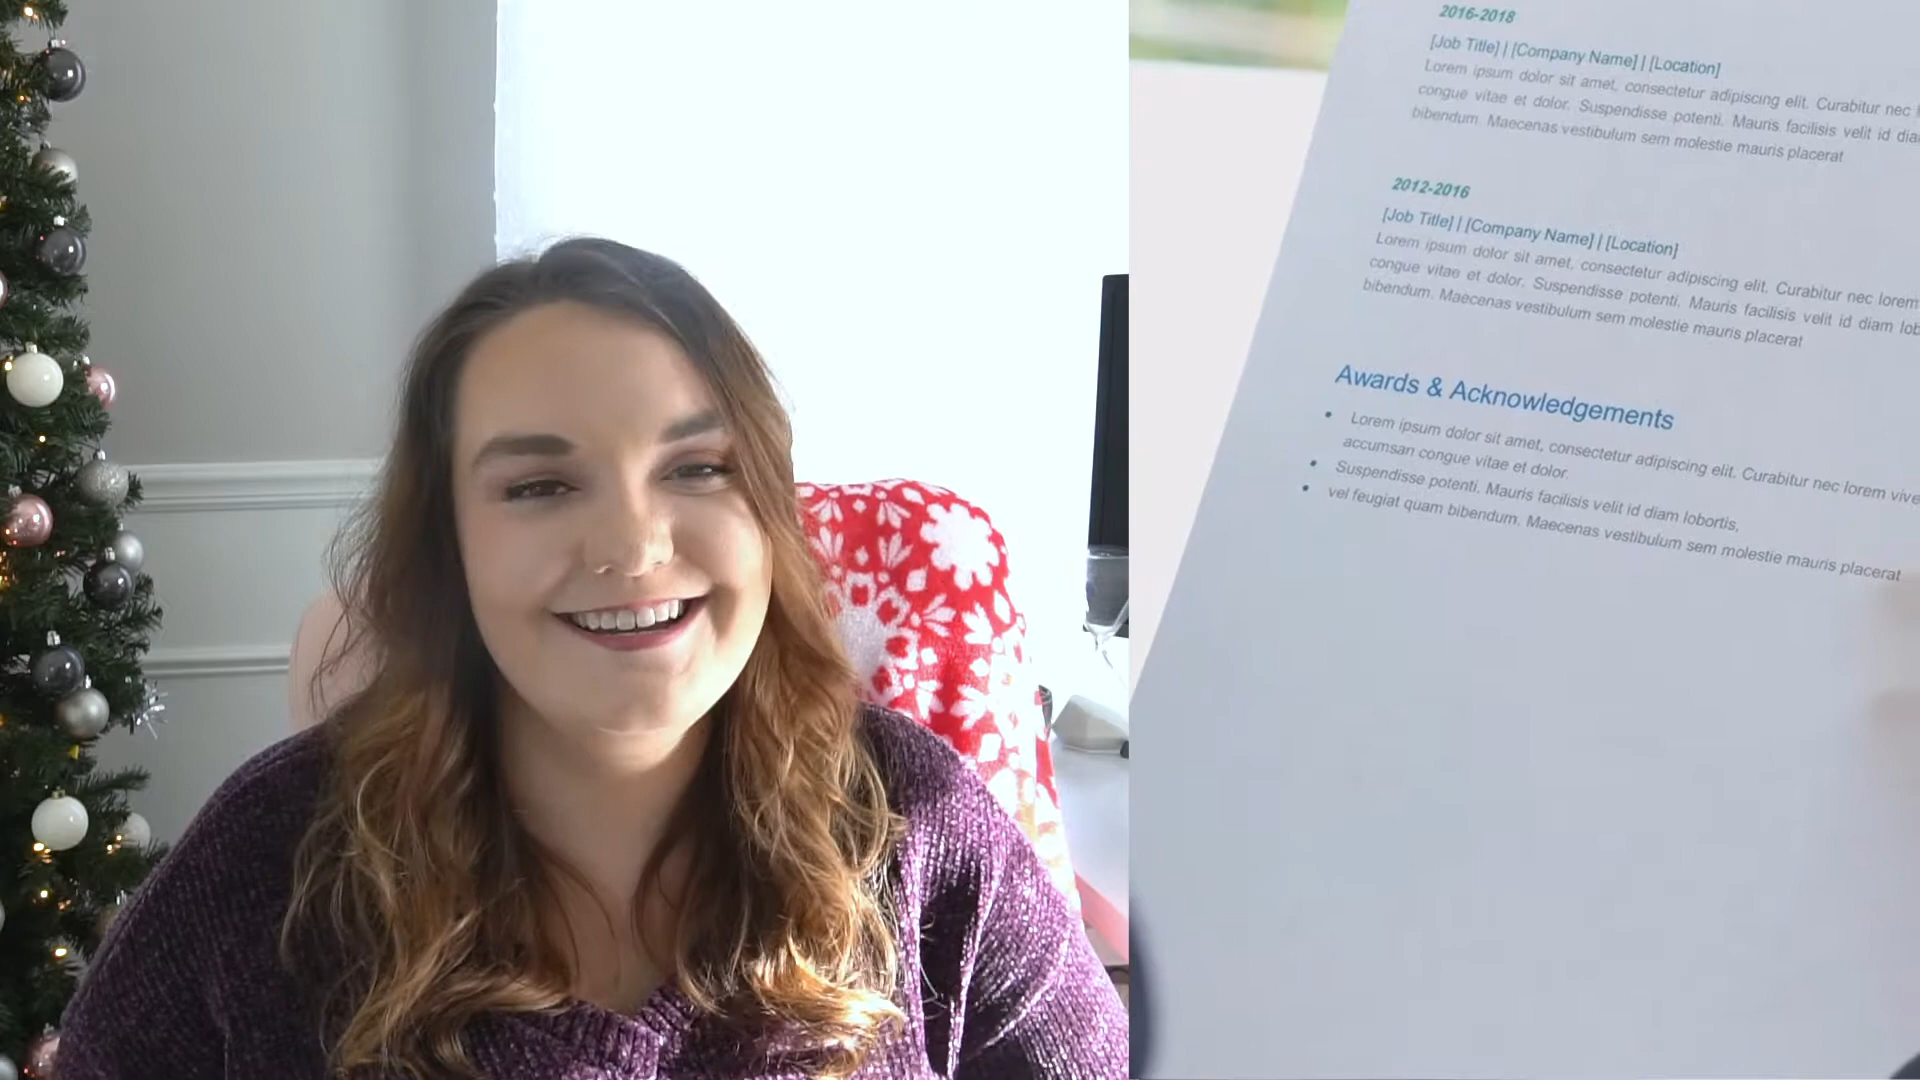 2016-2018
[Job Title] | [Company Name] | [Location]
Lorem ipsum dolor sit amet, consectetur adipiscing elit. Curabitur nec
congue vitae et dolor. Suspendisse potenti. Mauris facilisis velit id
bibendum. Maecenas vestibulum sem molestie mauris placerat
2012-2016
[Job Title] | [Company Name] | [Location]
Lorem ipsum dolor sit amet, consectetur adipiscing elit. Curabitur nec lorem
congue vitae et dolor. Suspendisse potenti. Mauris facilisis velit id diam
bibendum. Maecenas vestibulum sem molestie mauris placerat
Awards & Acknowledgements
• Lorem ipsum dolor sit amet, consectetur adipiscing elit. Curabitur nec lorem
accumsan congue vitae et dolor.
• Suspendisse potenti. Mauris facilisis velit id diam lobortis,
• vel feugiat quam bibendum. Maecenas vestibulum sem molestie mauris placerat